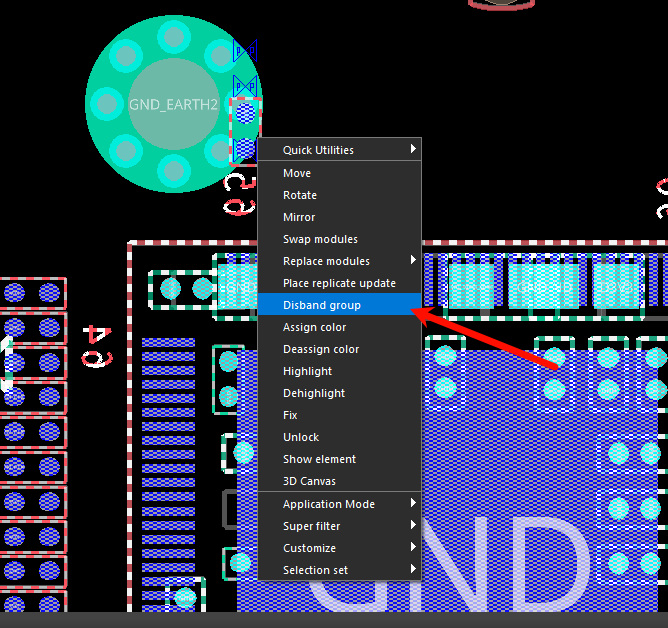 P P
P P
GND_EARTH2
Quick Utilities
Move
Rotate
Mirror
Swap modules
Replace modules
Place replicate update
Disband group
Assign color
Deassign color
Highlight
Dehighlight
Fix
Unlock
Show element
3D Canvas
Application Mode
Super filter
Customize
Selection set
GND